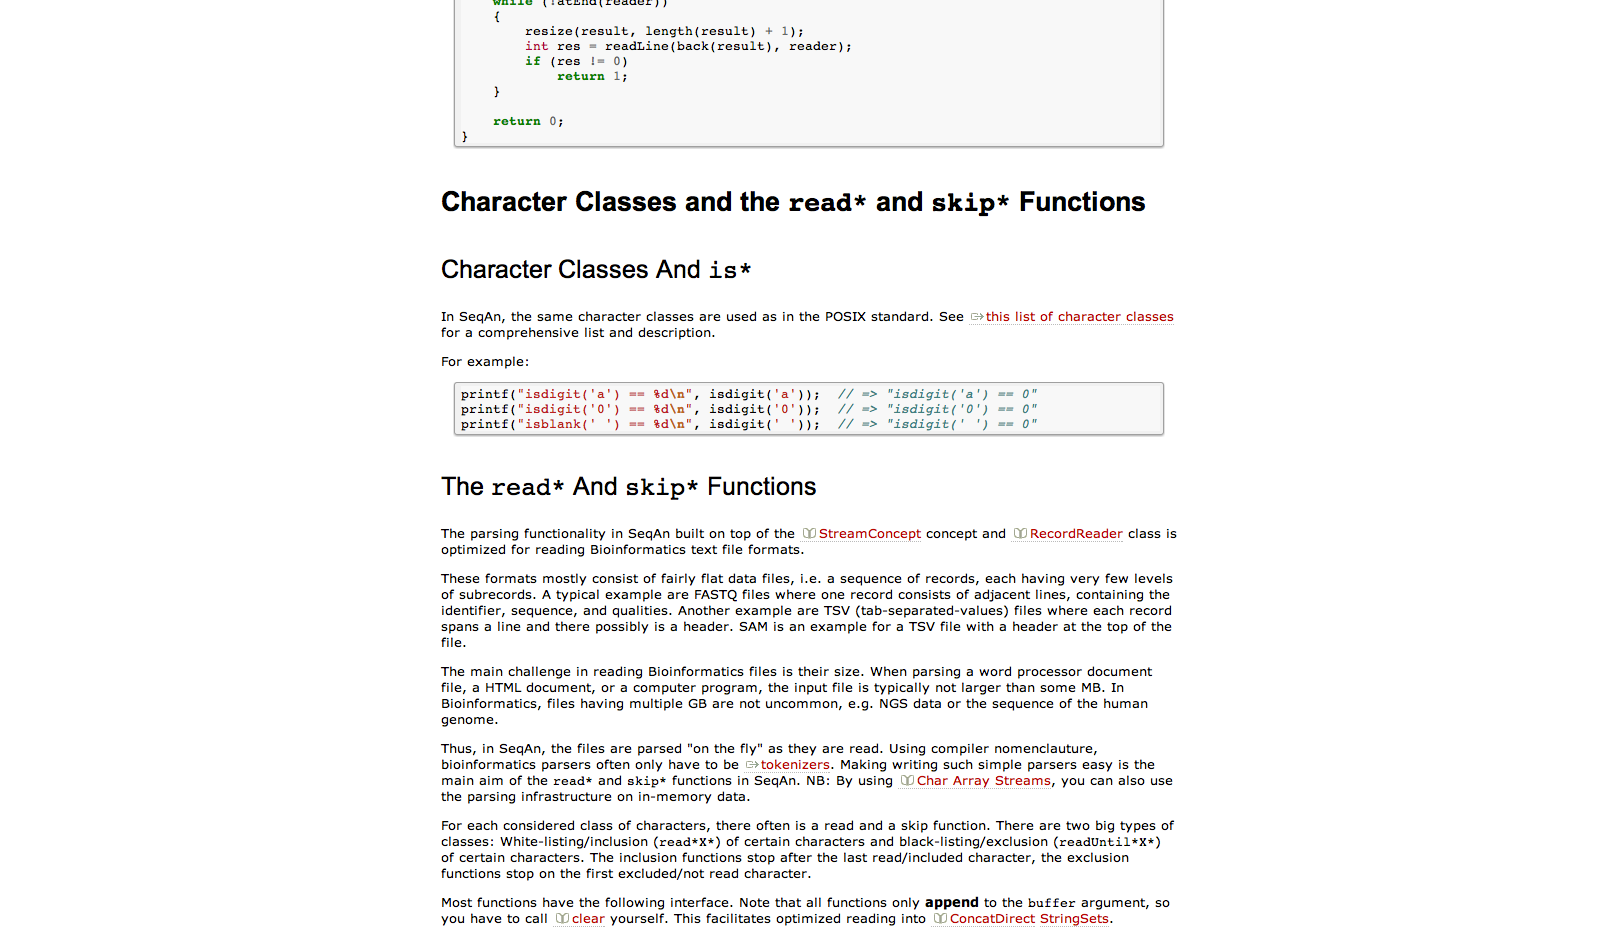 while (!atEnd(reader))
{
resize(result, length(result) + 1);
int res = readLine(back(result), reader);
if (res != 0)
return 1;
}
return 0;
}
Character Classes and the read* and skip* Functions
Character Classes And is*
In SeqAn, the same character classes are used as in the POSIX standard. See this list of character classes
for a comprehensive list and description.
For example:
printf("isdigit('a') == %d\n", isdigit('a')); // => "isdigit('a') == 0"
printf("isdigit('0') == %d\n", isdigit('0')); // => "isdigit('0') == 0"
printf("isblank(' ') == %d\n", isdigit(' ')); // => "isdigit(' ') == 0"
The read* And skip* Functions
The parsing functionality in SeqAn built on top of the StreamConcept concept and RecordReader class is
optimized for reading Bioinformatics text file formats.
These formats mostly consist of fairly flat data files, i.e. a sequence of records, each having very few levels
of subrecords. A typical example are FASTQ files where one record consists of adjacent lines, containing the
identifier, sequence, and qualities. Another example are TSV (tab-separated-values) files where each record
spans a line and there possibly is a header. SAM is an example for a TSV file with a header at the top of the
file.
The main challenge in reading Bioinformatics files is their size. When parsing a word processor document
file, a HTML document, or a computer program, the input file is typically not larger than some MB. In
Bioinformatics, files having multiple GB are not uncommon, e.g. NGS data or the sequence of the human
genome.
Thus, in SeqAn, the files are parsed "on the fly" as they are read. Using compiler nomenclauture,
bioinformatics parsers often only have to be tokenizers. Making writing such simple parsers easy is the
main aim of the read* and skip* functions in SeqAn. NB: By using Char Array Streams, you can also use
the parsing infrastructure on in-memory data.
For each considered class of characters, there often is a read and a skip function. There are two big types of
classes: White-listing/inclusion (read*X*) of certain characters and black-listing/exclusion (readUntil*X*)
of certain characters. The inclusion functions stop after the last read/included character, the exclusion
functions stop on the first excluded/not read character.
Most functions have the following interface. Note that all functions only append to the buffer argument, so
you have to call clear yourself. This facilitates optimized reading into ConcatDirect StringSets.